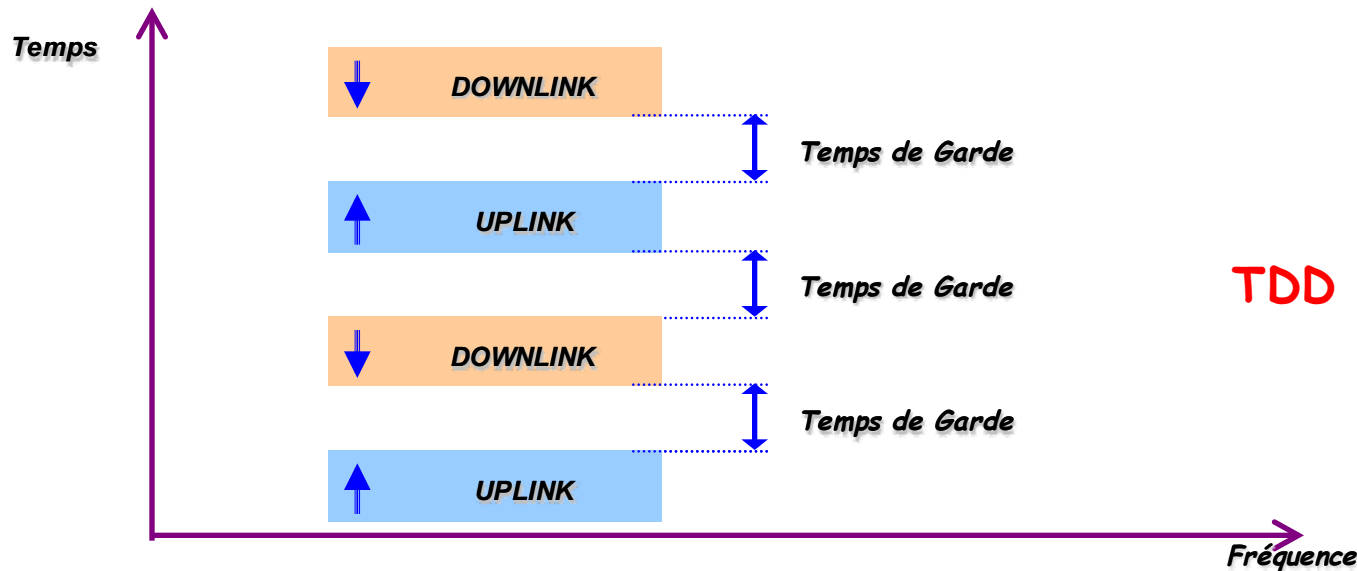 Temps
DOWNLINK
Temps de Garde
UPLINK
Temps de Garde
TDD
DOWNLINK
Temps de Garde
UPLINK
Fréquence